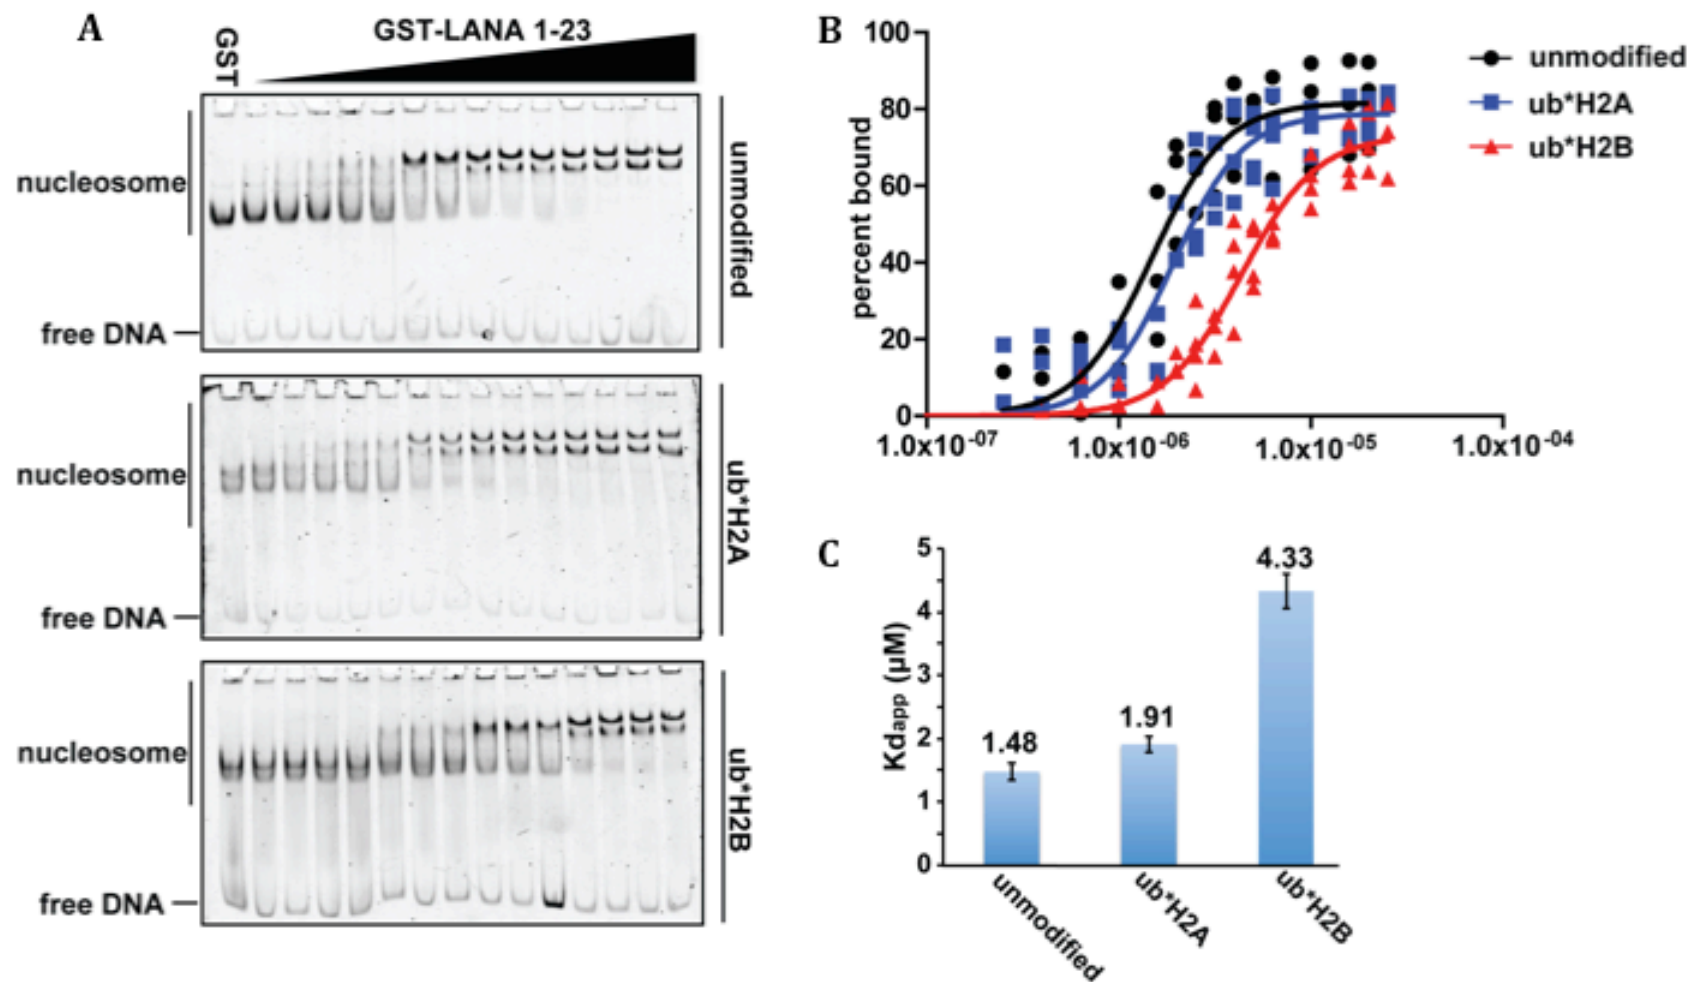 A
GST
GST-LANA 1-23
nucleosome
free DNA
unmodified
nucleosome
free DNA
ub*H2A
nucleosome
free DNA
ub*H2B
B
percent bound
100
80
60
40
20
0
1.0x10-07 1.0x10-06 1.0x10-05 1.0x10-04
unmodified
ub*H2A
ub*H2B
C
Kdapp (µM)
5
4
3
2
1
0
1.48
1.91
4.33
unmodified
ub*H2A
ub*H2B